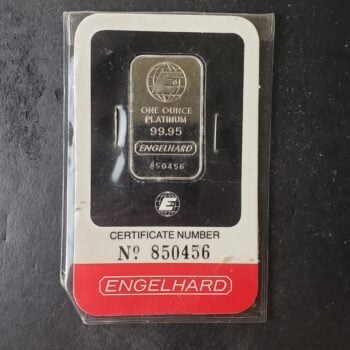 E
ONE OUNCE
PLATINUM
99.95
ENGELHARD
850456
E
CERTIFICATE NUMBER
Nº 850456
ENGELHARD